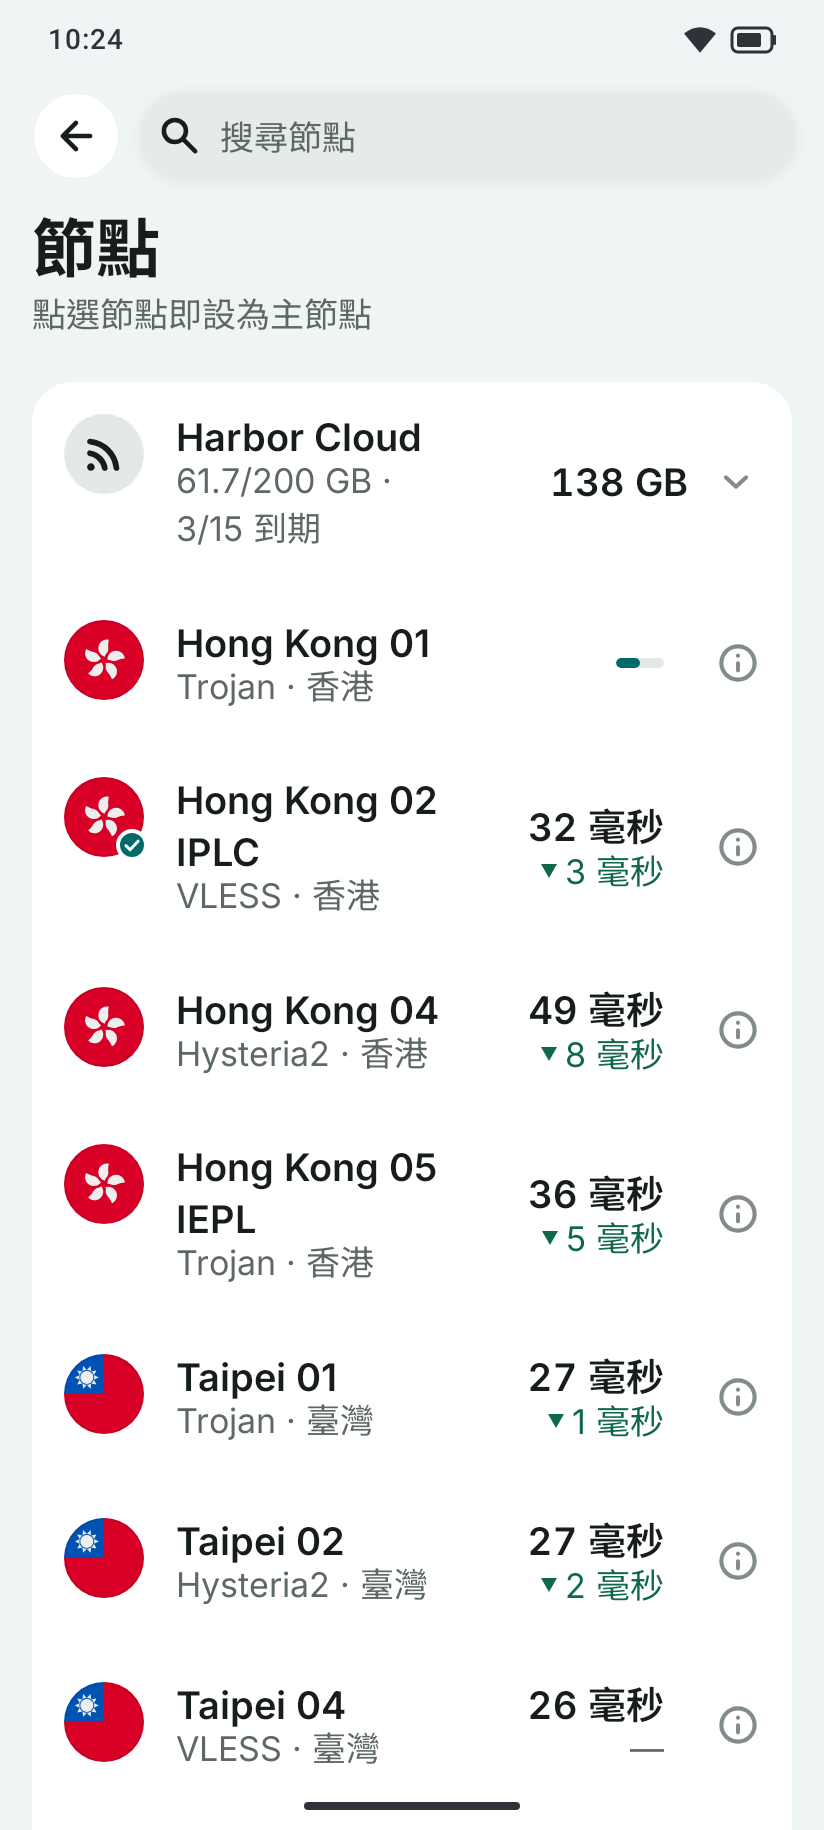 10:24
搜尋節點
節點
點選節點即設為主節點
Harbor Cloud
61.7/200 GB ·
3/15 到期
138 GB
Hong Kong 01
Trojan · 香港
Hong Kong 02
IPLC
VLESS · 香港
32 毫秒
▼3 毫秒
Hong Kong 04
Hysteria2 · 香港
49 毫秒
▼8 毫秒
Hong Kong 05
IEPL
Trojan · 香港
36 毫秒
▼5 毫秒
Taipei 01
Trojan · 臺灣
27 毫秒
▼1 毫秒
Taipei 02
Hysteria2 · 臺灣
27 毫秒
▼2 毫秒
Taipei 04
VLESS · 臺灣
26 毫秒
—